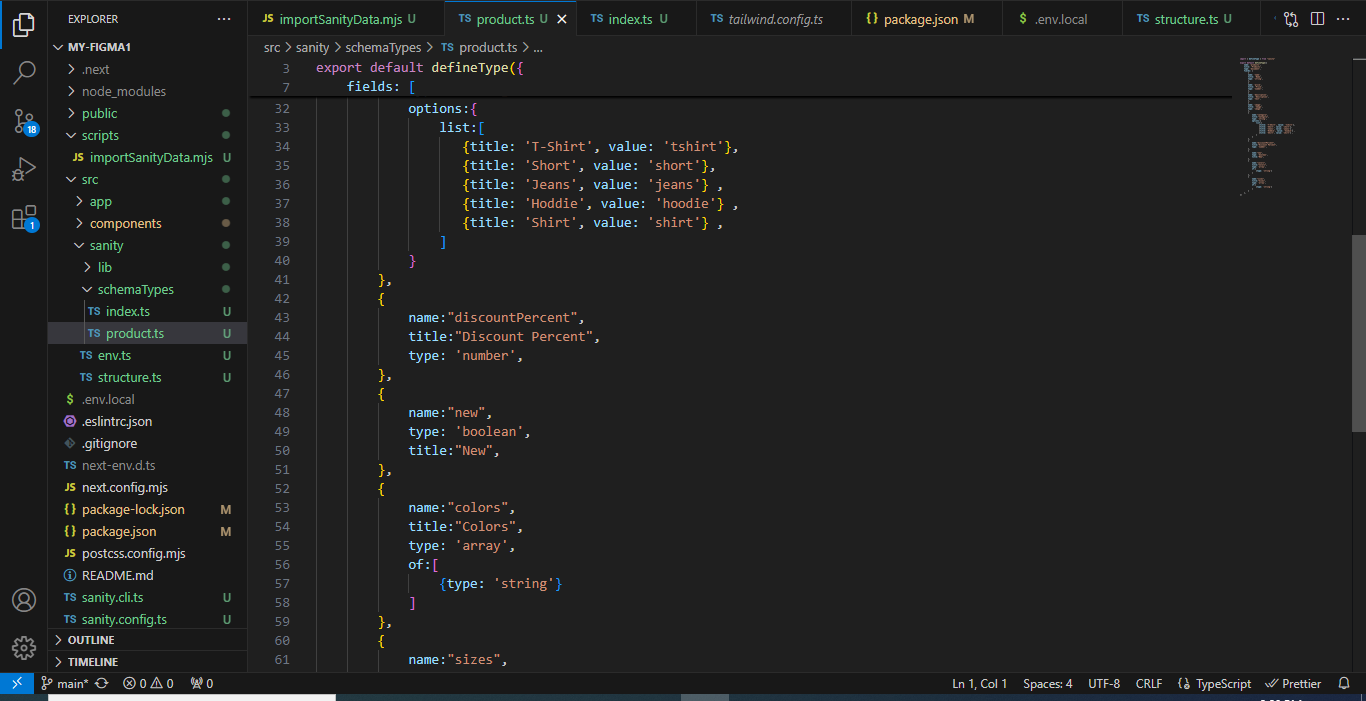 EXPLORER
importSanityData.mjs U
TS product.ts U
TS index.ts U
TS tailwind.config.ts
{} package.json M
$ .env.local
TS structure.ts U
MY-FIGMA1
.next
node_modules
public
scripts
JS importSanityData.mjs U
src
app
components
sanity
lib
schemaTypes
TS index.ts U
TS product.ts U
TS env.ts U
TS structure.ts U
$ .env.local
.eslintrc.json
.gitignore
TS next-env.d.ts
JS next.config.mjs
{} package-lock.json M
{} package.json M
JS postcss.config.mjs
README.md
TS sanity.cli.ts U
TS sanity.config.ts U
OUTLINE
TIMELINE
18
1
src > sanity > schemaTypes > TS product.ts > ...
3 export default defineType({
7 fields: [
32 options:{
33 list:[
34 {title: 'T-Shirt', value: 'tshirt'},
35 {title: 'Short', value: 'short'},
36 {title: 'Jeans', value: 'jeans'} ,
37 {title: 'Hoddie', value: 'hoodie'} ,
38 {title: 'Shirt', value: 'shirt'} ,
39 ]
40 }
41 },
42 {
43 name:"discountPercent",
44 title:"Discount Percent",
45 type: 'number',
46 },
47 {
48 name:"new",
49 type: 'boolean',
50 title:"New",
51 },
52 {
53 name:"colors",
54 title:"Colors",
55 type: 'array',
56 of:[
57 {type: 'string'}
58 ]
59 },
60 {
61 name:"sizes",
main* 0 0 0
Ln 1, Col 1 Spaces: 4 UTF-8 CRLF {} TypeScript Prettier